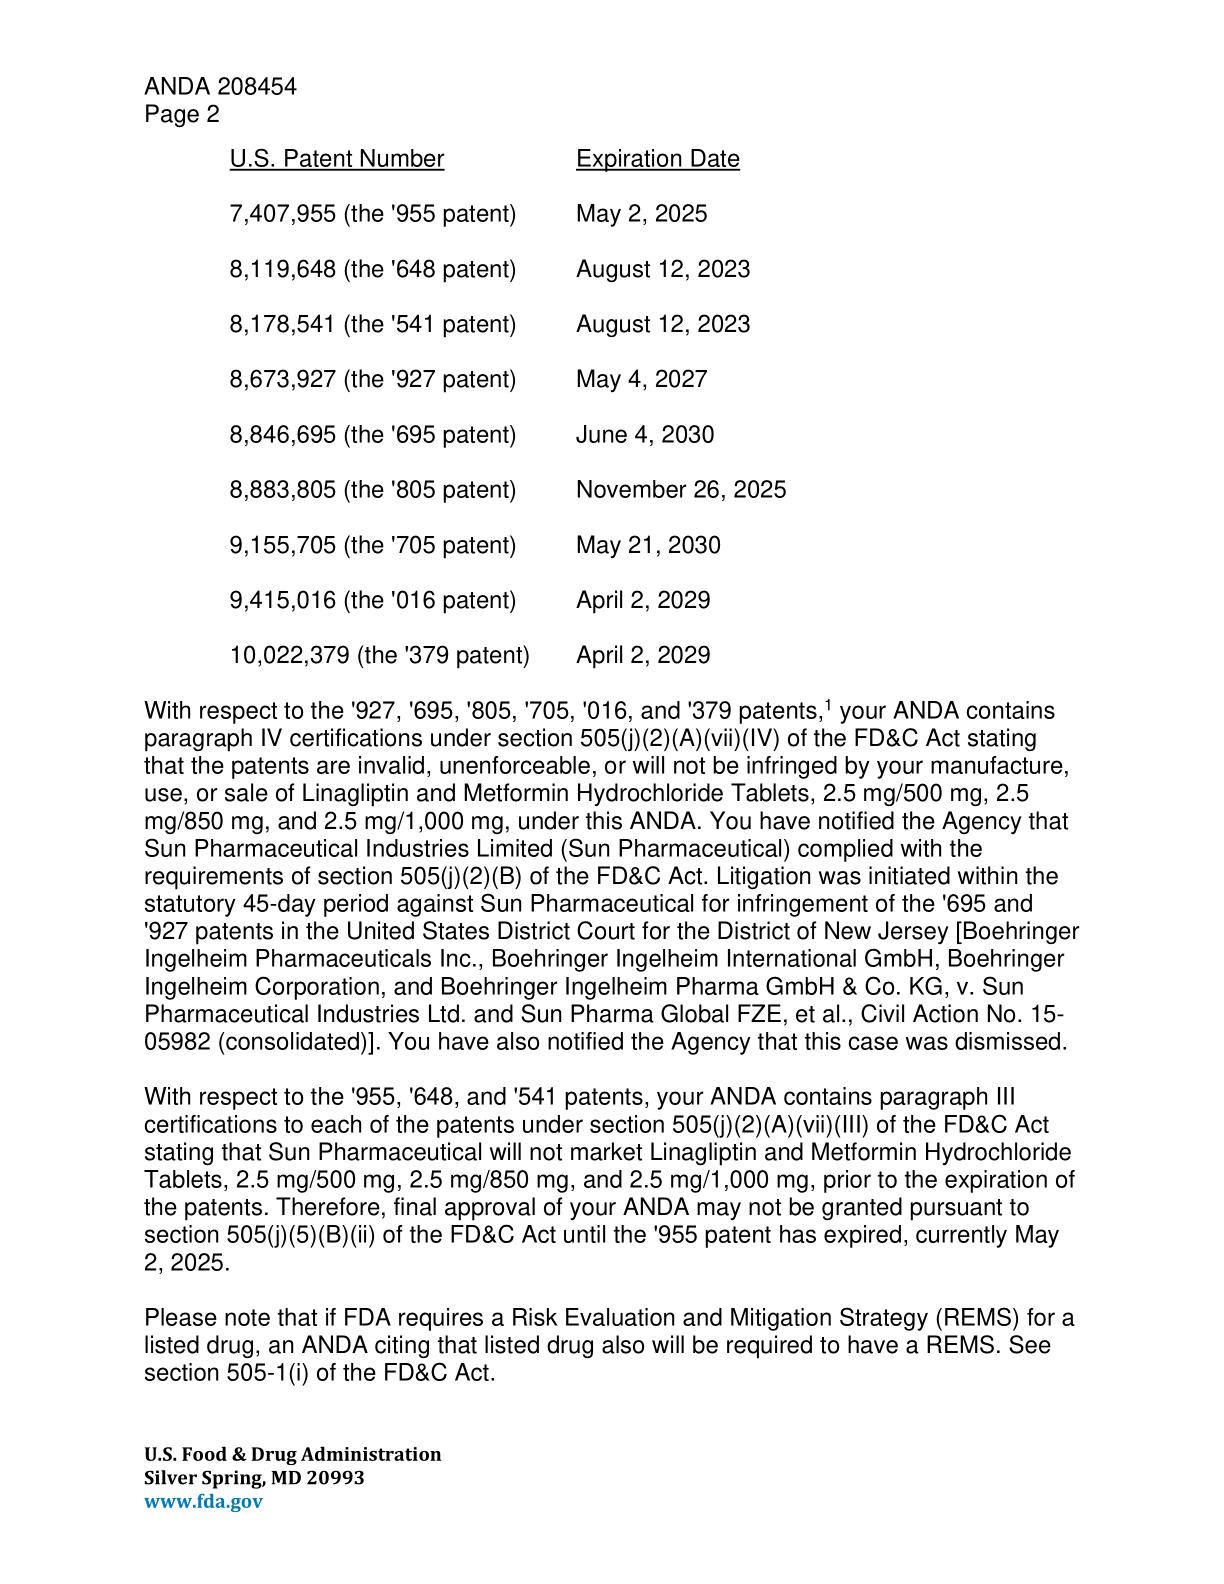 ANDA 208454
Page 2
U.S. Patent Number Expiration Date
7,407,955 (the '955 patent) May 2, 2025
8,119,648 (the '648 patent) August 12, 2023
8,178,541 (the '541 patent) August 12, 2023
8,673,927 (the '927 patent) May 4, 2027
8,846,695 (the '695 patent) June 4, 2030
8,883,805 (the '805 patent) November 26, 2025
9,155,705 (the '705 patent) May 21, 2030
9,415,016 (the '016 patent) April 2, 2029
10,022,379 (the '379 patent) April 2, 2029
With respect to the '927, '695, '805, '705, '016, and '379 patents,¹ your ANDA contains
paragraph IV certifications under section 505(j)(2)(A)(vii)(IV) of the FD&C Act stating
that the patents are invalid, unenforceable, or will not be infringed by your manufacture,
use, or sale of Linagliptin and Metformin Hydrochloride Tablets, 2.5 mg/500 mg, 2.5
mg/850 mg, and 2.5 mg/1,000 mg, under this ANDA. You have notified the Agency that
Sun Pharmaceutical Industries Limited (Sun Pharmaceutical) complied with the
requirements of section 505(j)(2)(B) of the FD&C Act. Litigation was initiated within the
statutory 45-day period against Sun Pharmaceutical for infringement of the '695 and
'927 patents in the United States District Court for the District of New Jersey [Boehringer
Ingelheim Pharmaceuticals Inc., Boehringer Ingelheim International GmbH, Boehringer
Ingelheim Corporation, and Boehringer Ingelheim Pharma GmbH & Co. KG, v. Sun
Pharmaceutical Industries Ltd. and Sun Pharma Global FZE, et al., Civil Action No. 15-
05982 (consolidated)]. You have also notified the Agency that this case was dismissed.
With respect to the '955, '648, and '541 patents, your ANDA contains paragraph III
certifications to each of the patents under section 505(j)(2)(A)(vii)(III) of the FD&C Act
stating that Sun Pharmaceutical will not market Linagliptin and Metformin Hydrochloride
Tablets, 2.5 mg/500 mg, 2.5 mg/850 mg, and 2.5 mg/1,000 mg, prior to the expiration of
the patents. Therefore, final approval of your ANDA may not be granted pursuant to
section 505(j)(5)(B)(ii) of the FD&C Act until the '955 patent has expired, currently May
2, 2025.
Please note that if FDA requires a Risk Evaluation and Mitigation Strategy (REMS) for a
listed drug, an ANDA citing that listed drug also will be required to have a REMS. See
section 505-1(i) of the FD&C Act.
U.S. Food & Drug Administration
Silver Spring, MD 20993
www.fda.gov